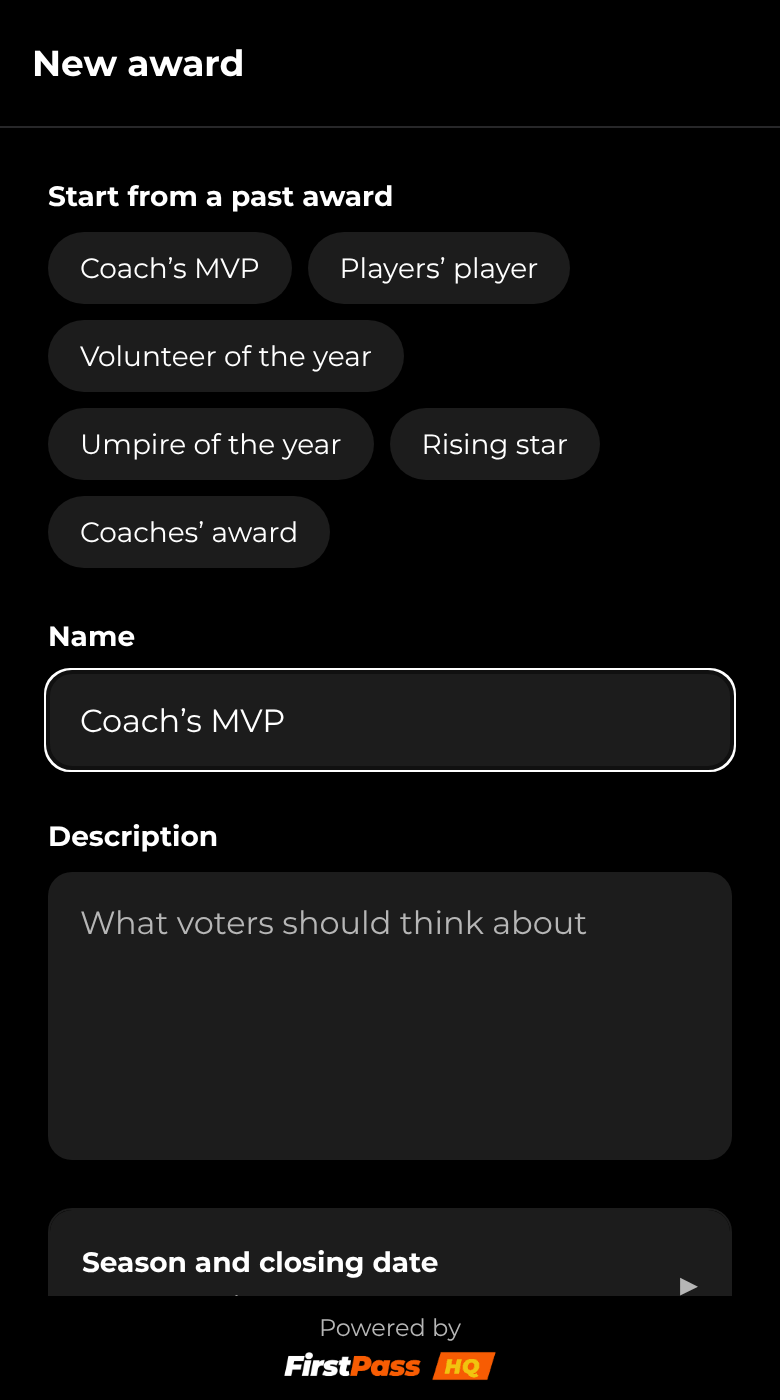 New award
Start from a past award
Coach’s MVP
Players’ player
Volunteer of the year
Umpire of the year
Rising star
Coaches’ award
Name
Coach’s MVP
Description
What voters should think about
Season and closing date
Powered by
FirstPass HQ